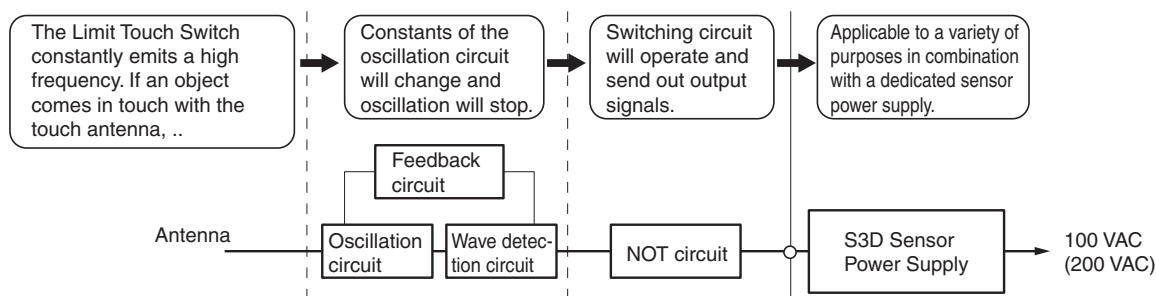 The Limit Touch Switch
constantly emits a high
frequency. If an object
comes in touch with the
touch antenna, ..
Constants of the
oscillation circuit
will change and
oscillation will stop.
Switching circuit
will operate and
send out output
signals.
Applicable to a variety of
purposes in combination
with a dedicated sensor
power supply.
Feedback
circuit
Antenna
Oscillation
circuit
Wave detec-
tion circuit
NOT circuit
S3D Sensor
Power Supply
100 VAC
(200 VAC)